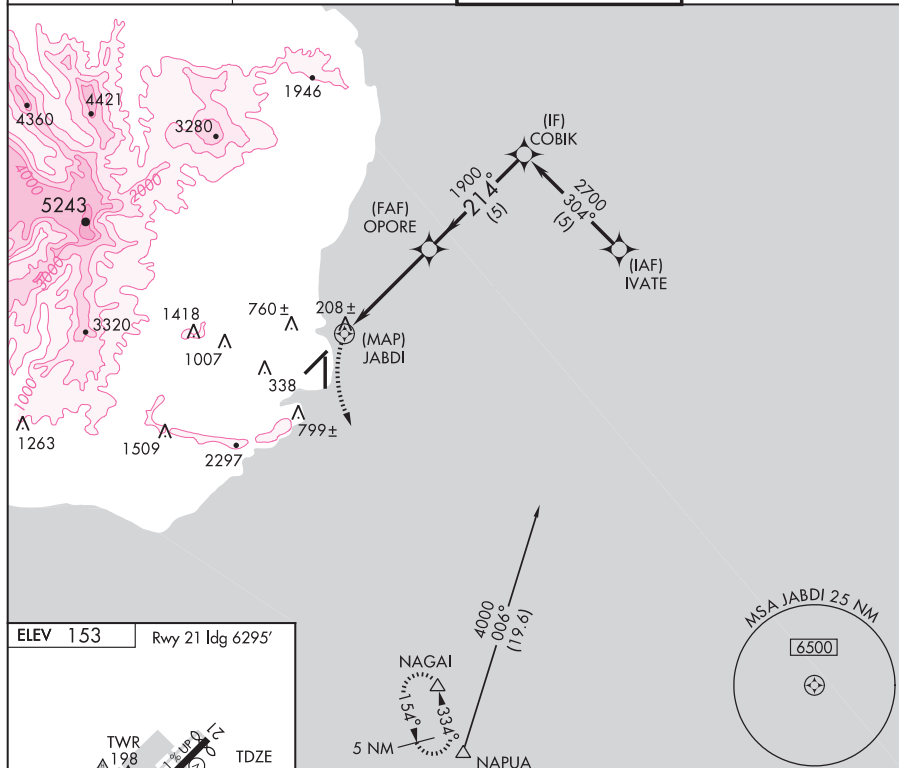 1946
4421
4360
3280
(IF)
COBIK
4000
2000
1900
214°
(5)
2700
304°
(5)
5243
(FAF)
OPORE
(IAF)
IVATE
3000
1418
760 ±
208 ±
3320
1007
(MAP)
JABDI
338
1000
799 ±
1263
1509
2297
4000
006°
(19.6)
MSA JABDI 25 NM
6500
ELEV 153
Rwy 21 ldg 6295'
NAGAI
154°
334°
5 NM
NAPUA
TWR
198
1% UP
21
TDZE